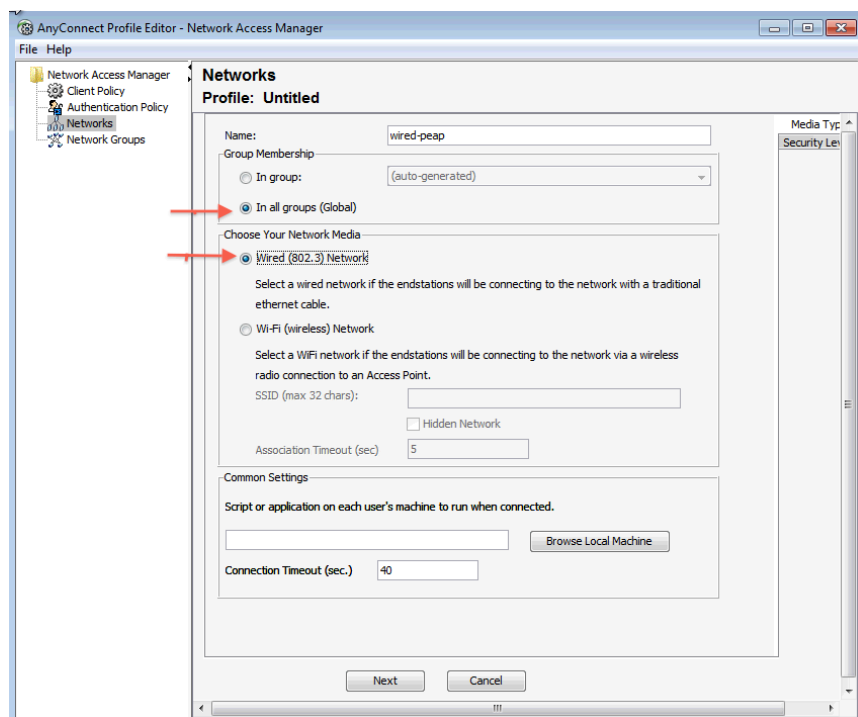 AnyConnect Profile Editor - Network Access Manager
File Help
Network Access Manager
Client Policy
Authentication Policy
Networks
Network Groups
Networks
Profile: Untitled
Name:
wired-peap
Group Membership
In group:
(auto-generated)
In all groups (Global)
Choose Your Network Media
Wired (802.3) Network
Select a wired network if the endstations will be connecting to the network with a traditional
ethernet cable.
Wi-Fi (wireless) Network
Select a WiFi network if the endstations will be connecting to the network via a wireless
radio connection to an Access Point.
SSID (max 32 chars):
Hidden Network
Association Timeout (sec)
5
Common Settings
Script or application on each user's machine to run when connected.
Browse Local Machine
Connection Timeout (sec.)
40
Next
Cancel
Media Typ
Security Lev